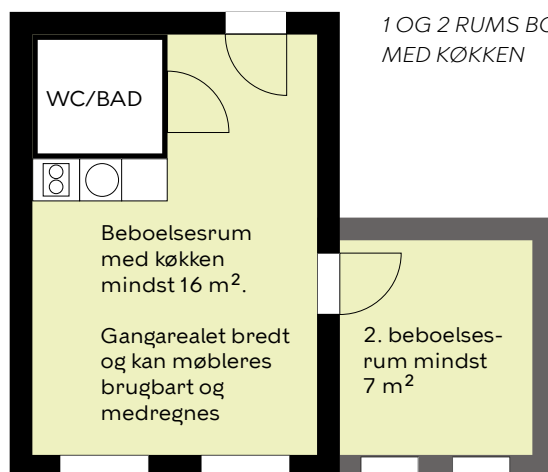 1 OG 2 RUMS
MED KØKKEN
WC/BAD
Beboelsesrum
med køkken
mindst 16 m².
Gangarealet bredt
og kan møbleres
brugbart og
medregnes
2. beboelses-
rum mindst
7 m²